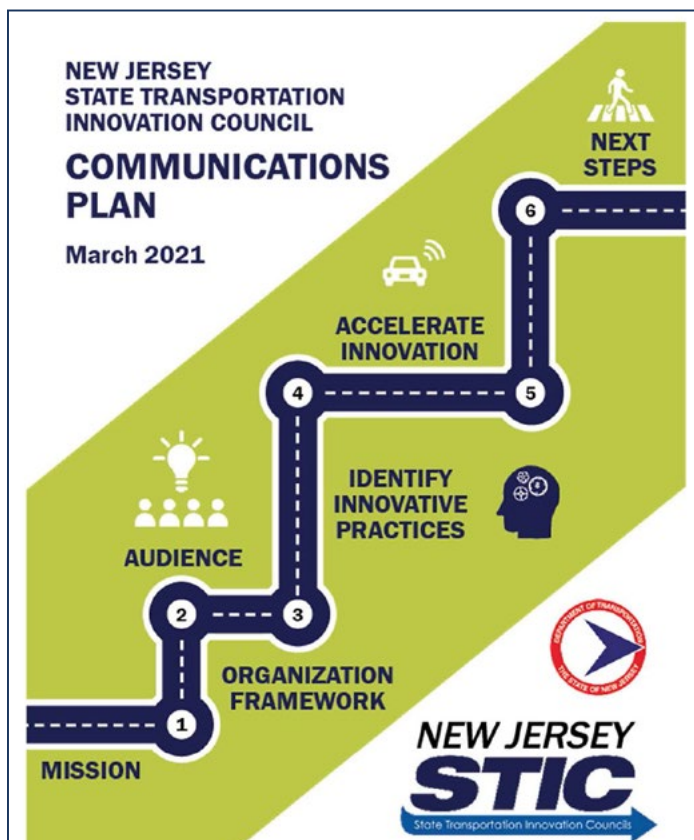 NEW JERSEY
STATE TRANSPORTATION
INNOVATION COUNCIL
COMMUNICATIONS
PLAN
March 2021
NEXT
STEPS
6
ACCELERATE
INNOVATION
4
5
IDENTIFY
INNOVATIVE
PRACTICES
AUDIENCE
2
3
ORGANIZATION
FRAMEWORK
1
MISSION
DEPARTMENT OF TRANSPORTATION
THE STATE OF NEW JERSEY
NEW JERSEY
STIC
State Transportation Innovation Councils